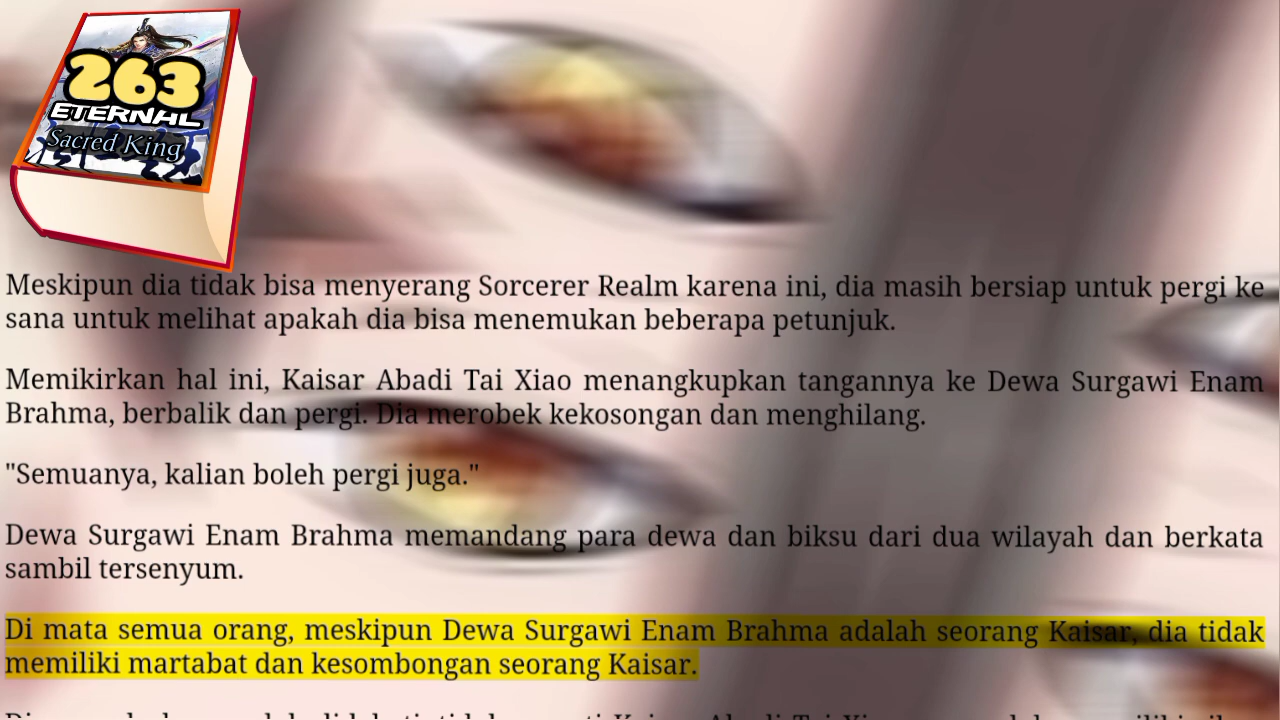 263
ETERNAL
Sacred King
Meskipun dia tidak bisa menyerang Sorcerer Realm karena ini, dia masih bersiap untuk pergi ke
sana untuk melihat apakah dia bisa menemukan beberapa petunjuk.
Memikirkan hal ini, Kaisar Abadi Tai Xiao menangkupkan tangannya ke Dewa Surgawi Enam
Brahma, berbalik dan pergi. Dia merobek kekosongan dan menghilang.
"Semuanya, kalian boleh pergi juga."
Dewa Surgawi Enam Brahma memandang para dewa dan biksu dari dua wilayah dan berkata
sambil tersenyum.
Di mata semua orang, meskipun Dewa Surgawi Enam Brahma adalah seorang Kaisar, dia tidak
memiliki martabat dan kesombongan seorang Kaisar.